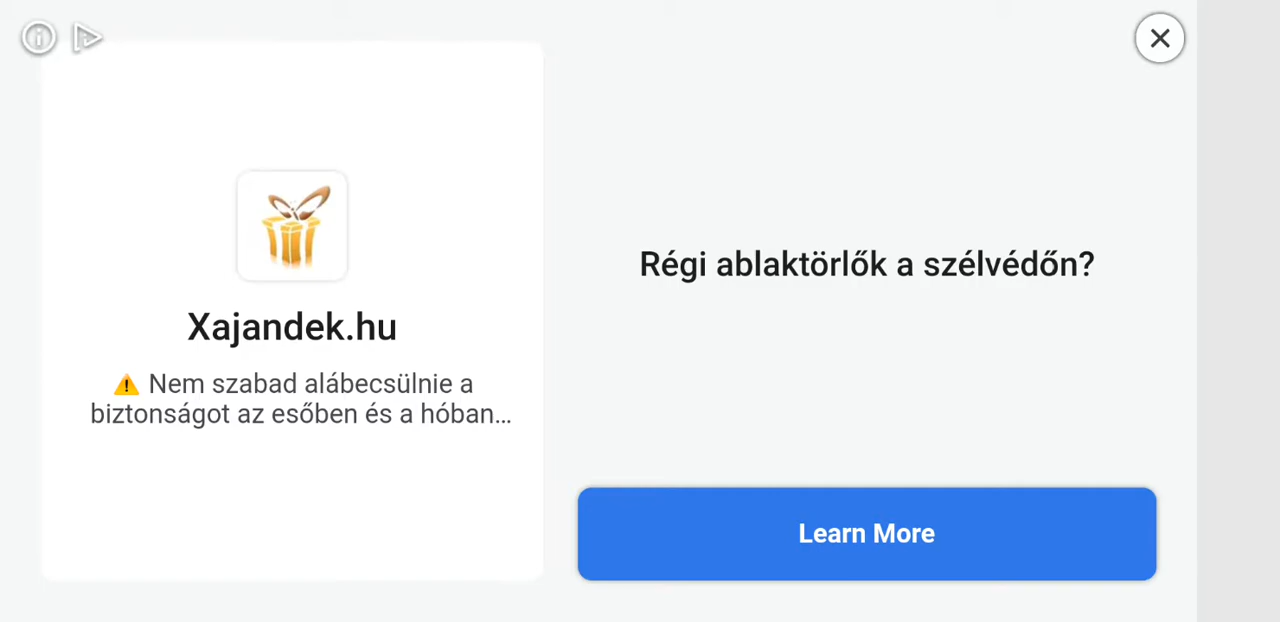 Xajandek.hu
⚠️ Nem szabad alábecsülnie a
biztonságot az esőben és a hóban...
Régi ablaktörlők a szélvédőn?
Learn More